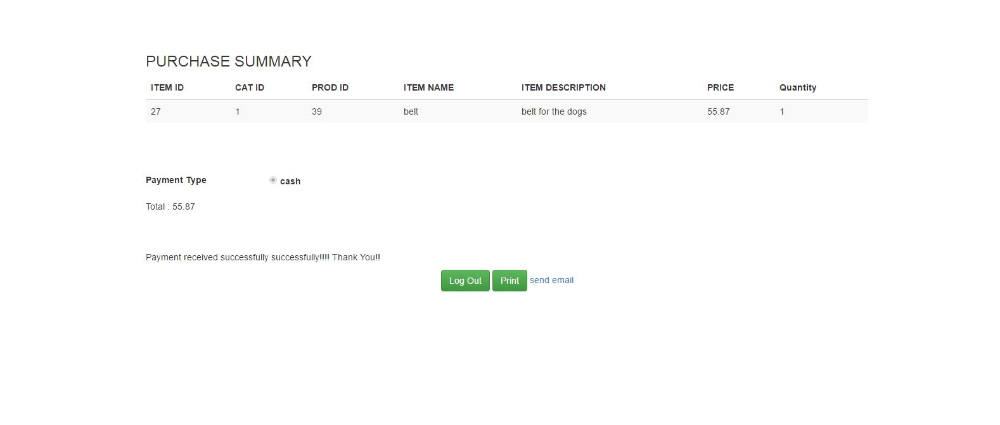 PURCHASE SUMMARY
ITEM ID CAT ID PROD ID ITEM NAME ITEM DESCRIPTION PRICE Quantity
27 1 39 belt belt for the dogs 55.87 1
Payment Type cash
Total : 55.87
Payment received successfully successfully!!!! Thank You!!
Log Out Print send email